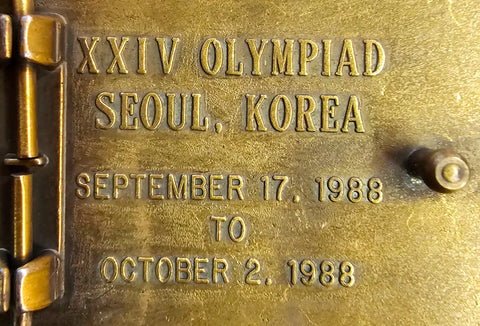 XXIV OLYMPIAD
SEOUL, KOREA
SEPTEMBER 17. 1988
TO
OCTOBER 2. 1988